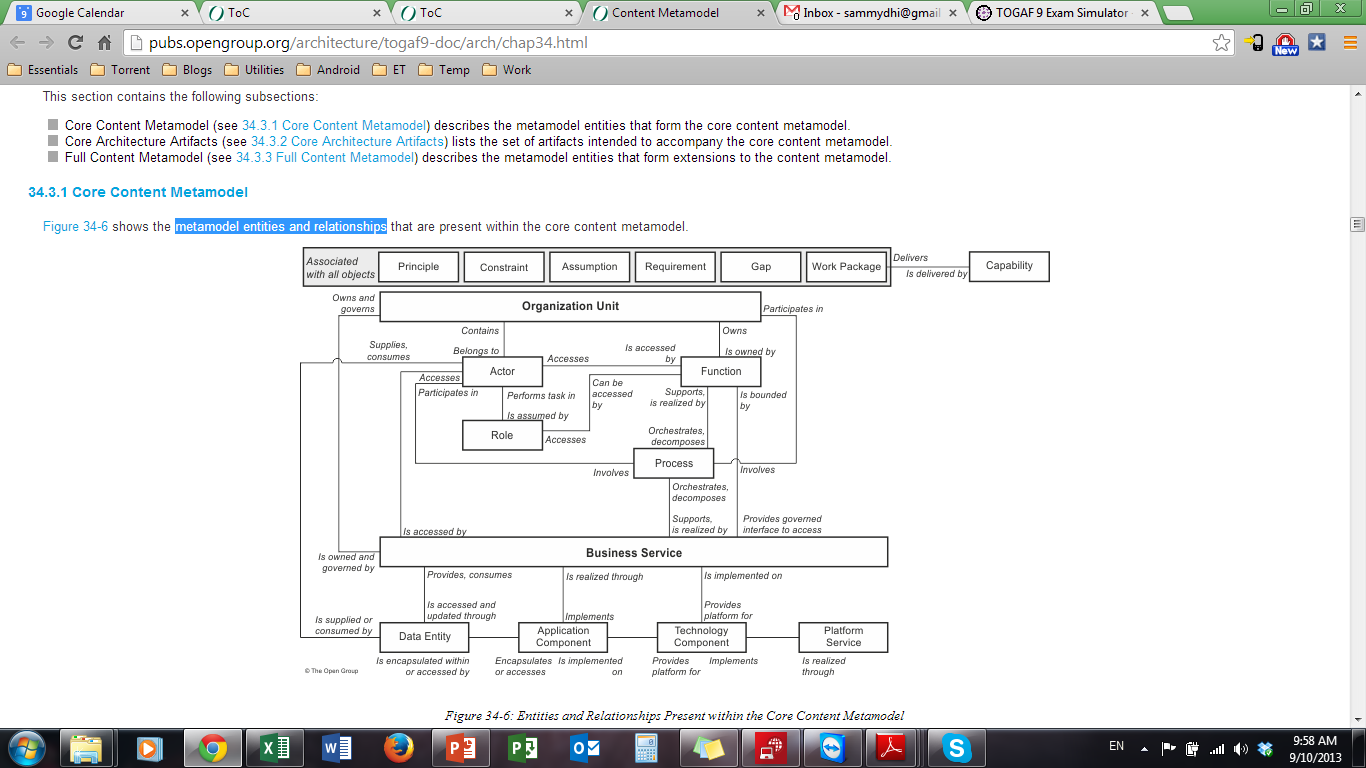 9 Google Calendar
ToC
ToC
Content Metamodel
Inbox - sammydhi@gmai
TOGAF 9 Exam Simulator
pubs.opengroup.org/architecture/togaf9-doc/arch/chap34.html
New
Essentials Torrent Blogs Utilities Android ET Temp Work
This section contains the following subsections:
Core Content Metamodel (see 34.3.1 Core Content Metamodel) describes the metamodel entities that form the core content metamodel.
Core Architecture Artifacts (see 34.3.2 Core Architecture Artifacts) lists the set of artifacts intended to accompany the core content metamodel.
Full Content Metamodel (see 34.3.3 Full Content Metamodel) describes the metamodel entities that form extensions to the content metamodel.
34.3.1 Core Content Metamodel
Figure 34-6 shows the metamodel entities and relationships that are present within the core content metamodel.
Associated
with all objects
Principle
Constraint
Assumption
Requirement
Gap
Work Package
Delivers
Is delivered by
Capability
Owns and
governs
Organization Unit
Participates in
Contains
Owns
Supplies,
consumes
Belongs to
Accesses
Is accessed
by
Is owned by
Actor
Function
Accesses
Participates in
Performs task in
Can be
accessed
by
Supports,
is realized by
Is bounded
by
Is assumed by
Role
Accesses
Orchestrates,
decomposes
Process
Involves
Involves
Orchestrates,
decomposes
Is accessed by
Supports,
is realized by
Provides governed
interface to access
Business Service
Is owned and
governed by
Provides, consumes
Is realized through
Is implemented on
Is accessed and
updated through
Implements
Provides
platform for
Is supplied or
consumed by
Data Entity
Application
Component
Technology
Component
Platform
Service
Is encapsulated within
or accessed by
Encapsulates
or accesses
Is implemented
on
Provides
platform for
Implements
Is realized
through
© The Open Group
Figure 34-6: Entities and Relationships Present within the Core Content Metamodel
EN
9:58 AM
9/10/2013